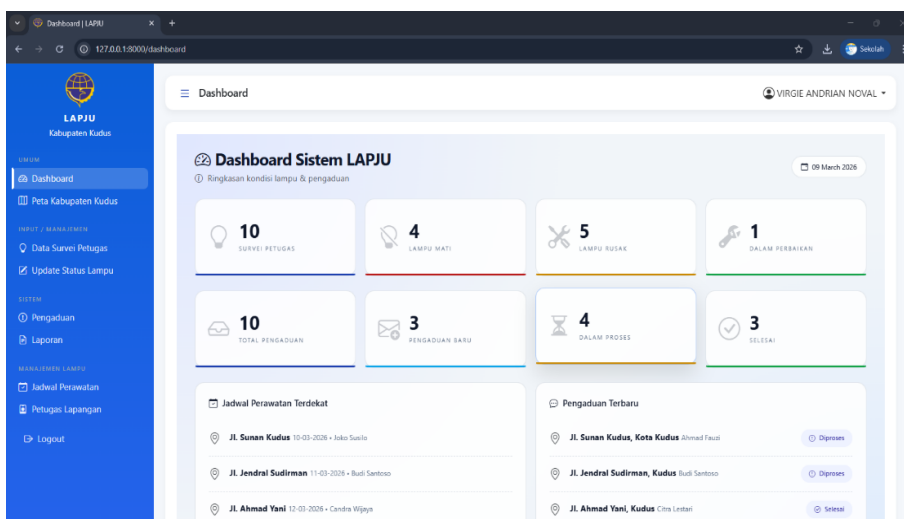 Dashboard | LAPJU
127.0.0.1:8000/dashboard
Sekolah
LAPJU
Kabupaten Kudus
UMUM
Dashboard
Peta Kabupaten Kudus
INPUT / MANAJEMEN
Data Survei Petugas
Update Status Lampu
SISTEM
Pengaduan
Laporan
MANAJEMEN LAMPU
Jadwal Perawatan
Petugas Lapangan
Logout
Dashboard
VIRGIE ANDRIAN NOVAL
Dashboard Sistem LAPJU
Ringkasan kondisi lampu & pengaduan
09 March 2026
10
SURVEI PETUGAS
4
LAMPU MATI
5
LAMPU RUSAK
1
DALAM PERBAIKAN
10
TOTAL PENGADUAN
3
PENGADUAN BARU
4
DALAM PROSES
3
SELESAI
Jadwal Perawatan Terdekat
Jl. Sunan Kudus 10-03-2026 • Joko Susilo
Jl. Jendral Sudirman 11-03-2026 • Budi Santoso
Jl. Ahmad Yani 12-03-2026 • Candra Wijaya
Pengaduan Terbaru
Jl. Sunan Kudus, Kota Kudus Ahmad Fauzi Diproses
Jl. Jendral Sudirman, Kudus Budi Santoso Diproses
Jl. Ahmad Yani, Kudus Citra Lestari Selesai